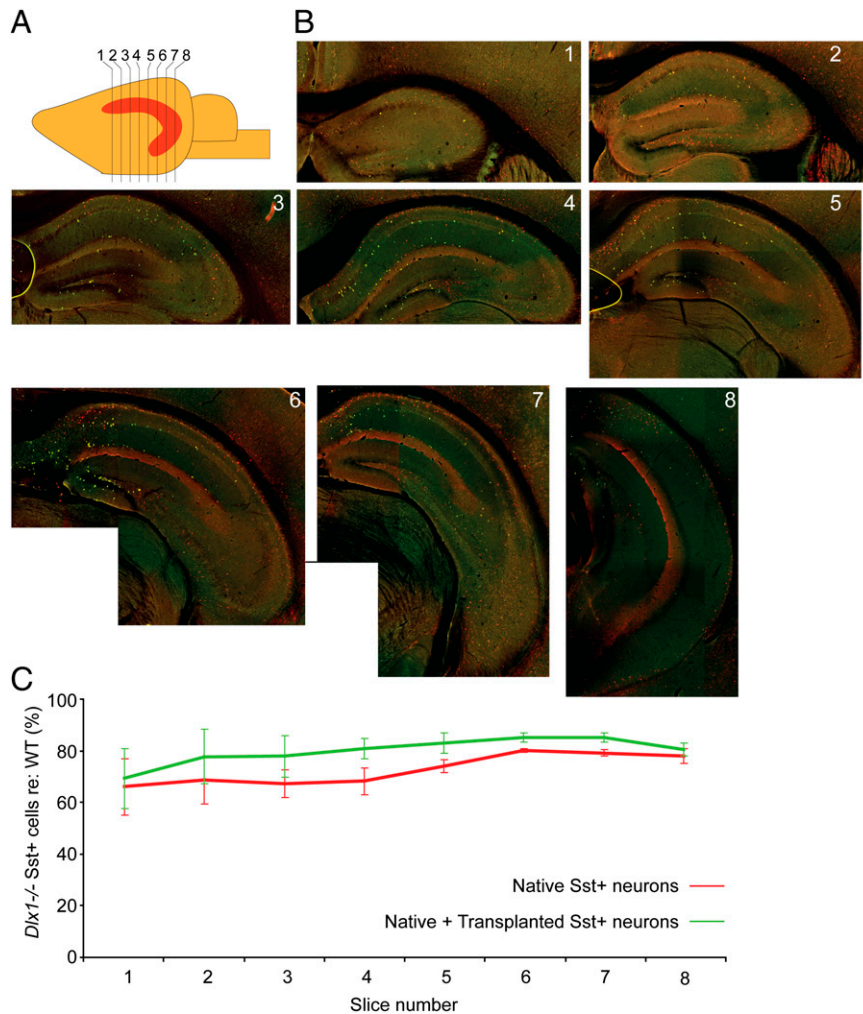 A
B
1 2 3 4 5 6 7 8
1
2
3
4
5
6
7
8
C
Dlx1-/- Sst+ cells re: WT (%)
100
80
60
40
20
0
Native Sst+ neurons
Native + Transplanted Sst+ neurons
1 2 3 4 5 6 7 8
Slice number